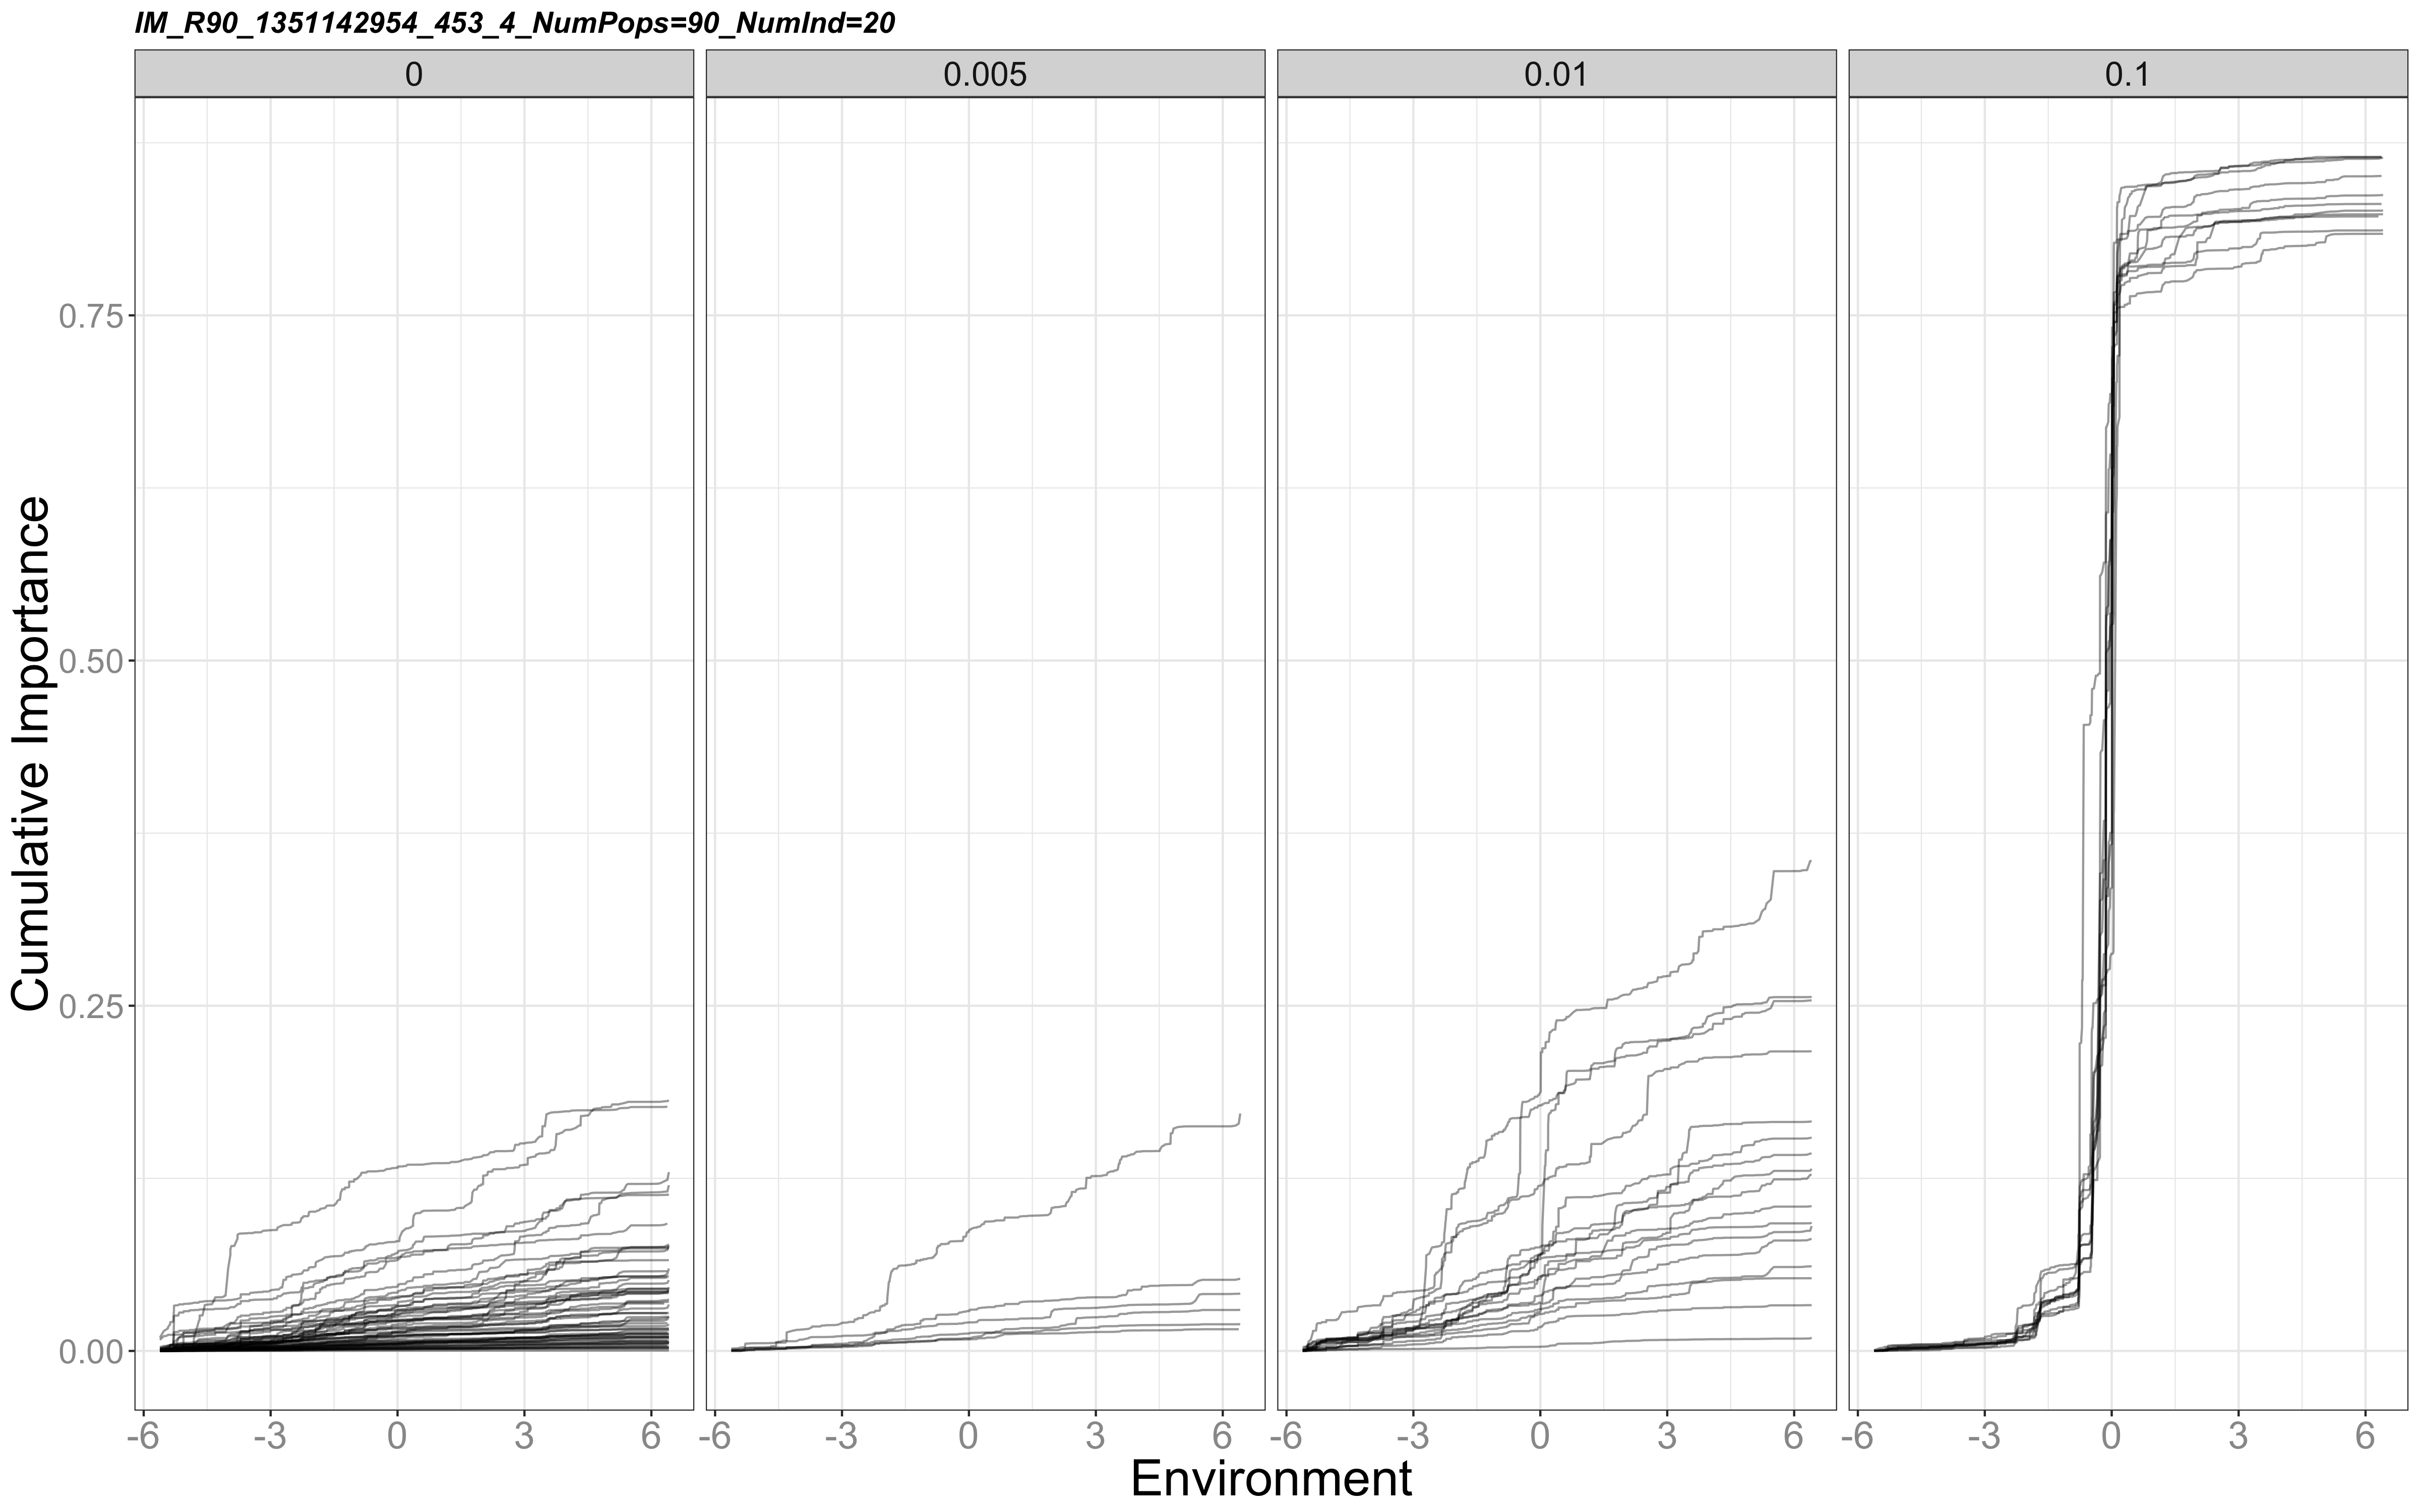 IM_R90_1351142954_453_4_NumPops=90_NumInd=20
0 0.005 0.01 0.1
Cumulative Importance
0.75
0.50
0.25
0.00
-6 -3 0 3 6 -6 -3 0 3 6 -6 -3 0 3 6 -6 -3 0 3 6
Environment